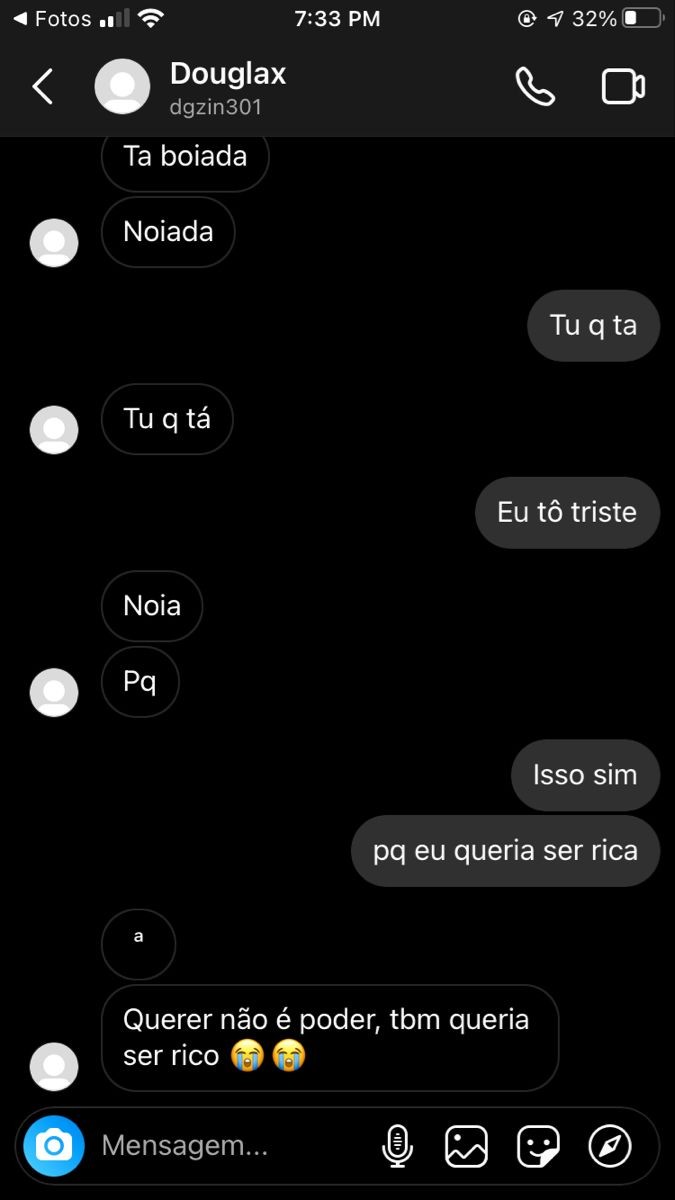 Fotos 7:33 PM 32%
Douglax
dgzin301
Ta boiada
Noiada
Tu q ta
Tu q tá
Eu tô triste
Noia
Pq
Isso sim
pq eu queria ser rica
ª
Querer não é poder, tbm queria
ser rico 😭😭
Mensagem...